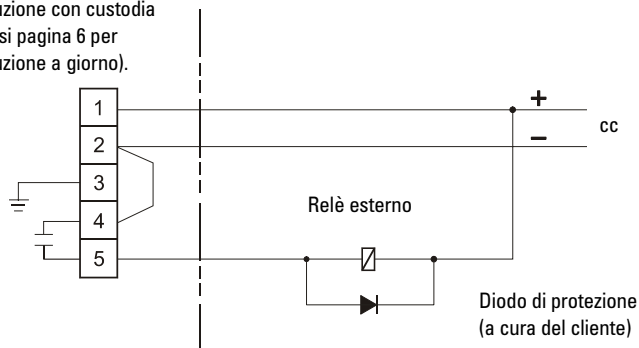 uzione con custodia
si pagina 6 per
uzione a giorno).
1
2
3
4
5
+
–
cc
Relè esterno
Diodo di protezione
(a cura del cliente)